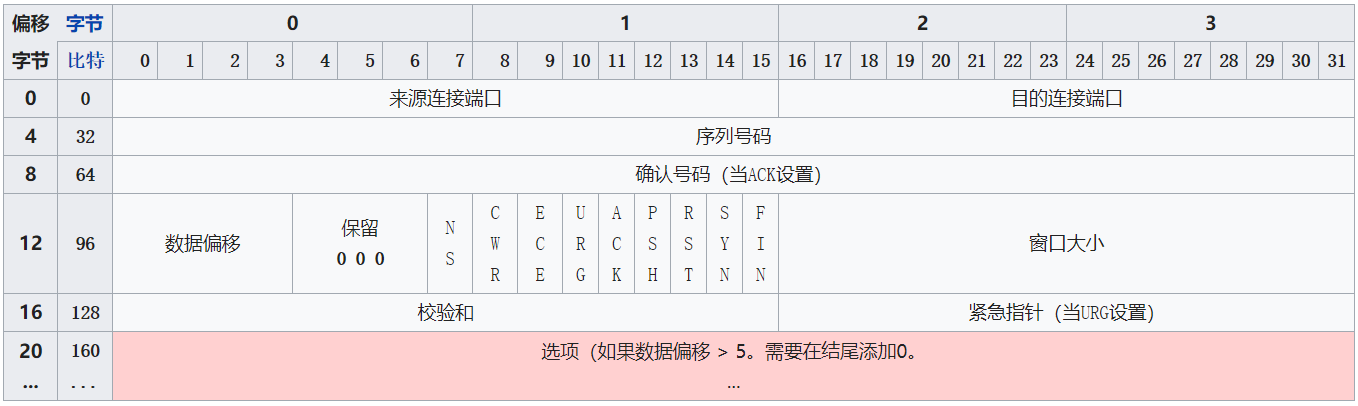 偏移 字节 0 1 2 3
字节 比特 0 1 2 3 4 5 6 7 8 9 10 11 12 13 14 15 16 17 18 19 20 21 22 23 24 25 26 27 28 29 30 31
0 0 来源连接端口 目的连接端口
4 32 序列号码
8 64 确认号码（当ACK设置）
12 96 数据偏移 保留 0 0 0 NS CWR ECE URG ACK PSH RST SYN FIN 窗口大小
16 128 校验和 紧急指针（当URG设置）
20 160 选项（如果数据偏移 > 5。需要在结尾添加0。
... ... ...